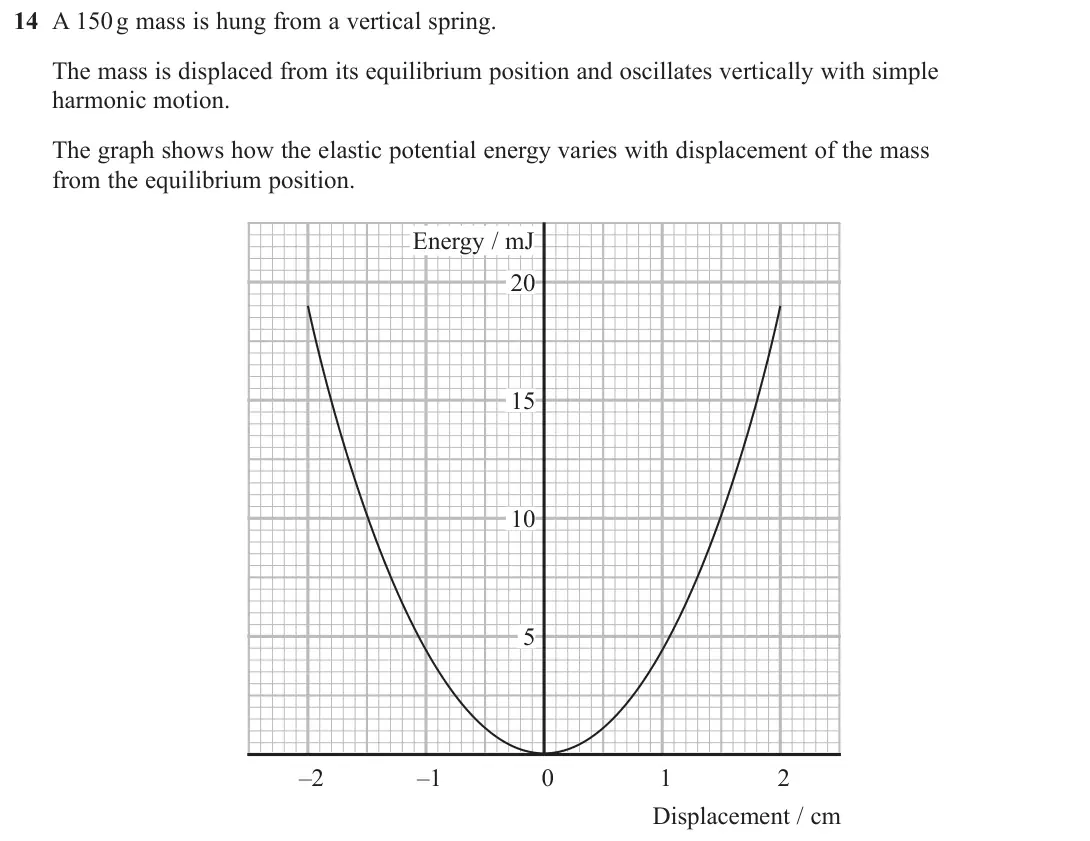 14 A 150 g mass is hung from a vertical spring.
The mass is displaced from its equilibrium position and oscillates vertically with simple
harmonic motion.
The graph shows how the elastic potential energy varies with displacement of the mass
from the equilibrium position.
Energy / mJ
20
15
10
5
–2 –1 0 1 2
Displacement / cm